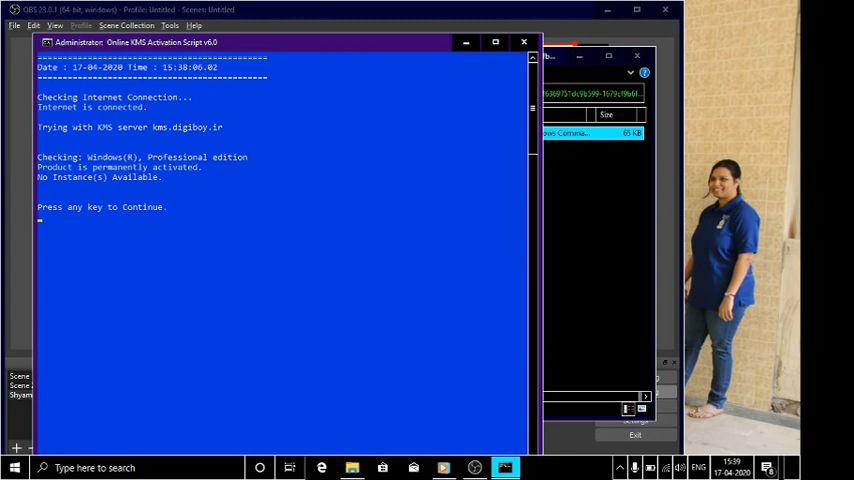 OBS 23.0.1 (64-bit, windows) - Profile: Untitled - Scenes: Untitled
File Edit View Profile Scene Collection Tools Help
Administrator: Online KMS Activation Script v6.0
==============================================
Date : 17-04-2020 Time : 15:38:06.02
----------------------------------------------
Checking Internet Connection...
Internet is connected.
Trying with KMS server kms.digiboy.ir
Checking: Windows(R), Professional edition
Product is permanently activated.
No Instance(s) Available.
Press any key to Continue.
Size
ows Comma... 65 KB
Scene
Scene
Shyam
Exit
Type here to search
ENG
15:39
17-04-2020